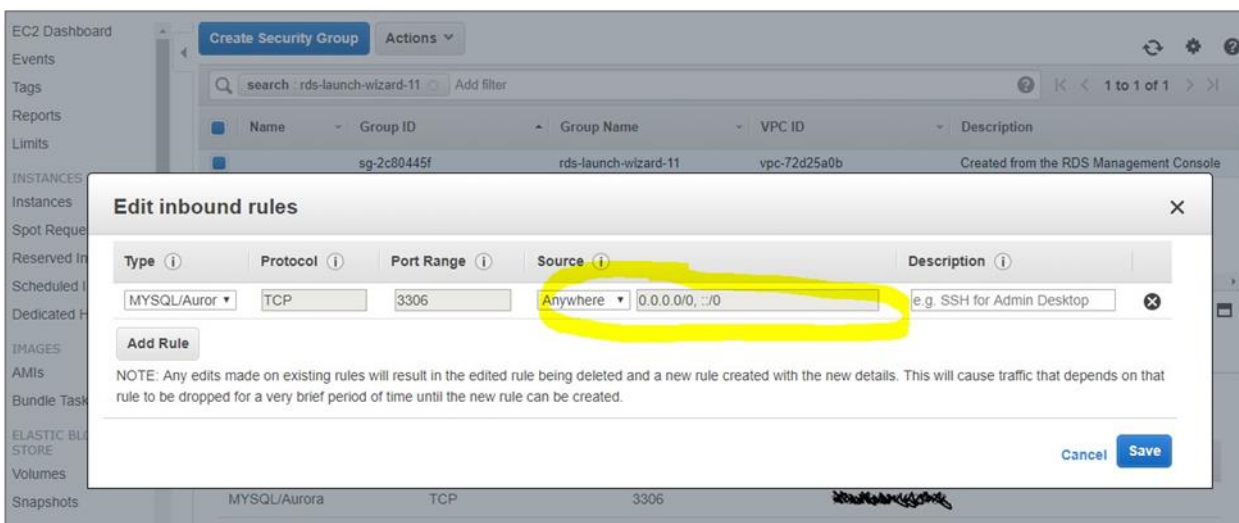 EC2 Dashboard
Events
Tags
Reports
Limits
INSTANCES
Instances
Spot Reque
Reserved In
Scheduled I
Dedicated H
IMAGES
AMIs
Bundle Task
ELASTIC BLO
STORE
Volumes
Snapshots
Create Security Group Actions
search : rds-launch-wizard-11 Add filter 1 to 1 of 1
Name Group ID Group Name VPC ID Description
sg-2c80445f rds-launch-wizard-11 vpc-72d25a0b Created from the RDS Management Console
Edit inbound rules
Type Protocol Port Range Source Description
MYSQL/Auror TCP 3306 Anywhere 0.0.0.0/0, ::/0 e.g. SSH for Admin Desktop
Add Rule
NOTE: Any edits made on existing rules will result in the edited rule being deleted and a new rule created with the new details. This will cause traffic that depends on that
rule to be dropped for a very brief period of time until the new rule can be created.
Cancel Save
MYSQL/Aurora TCP 3306